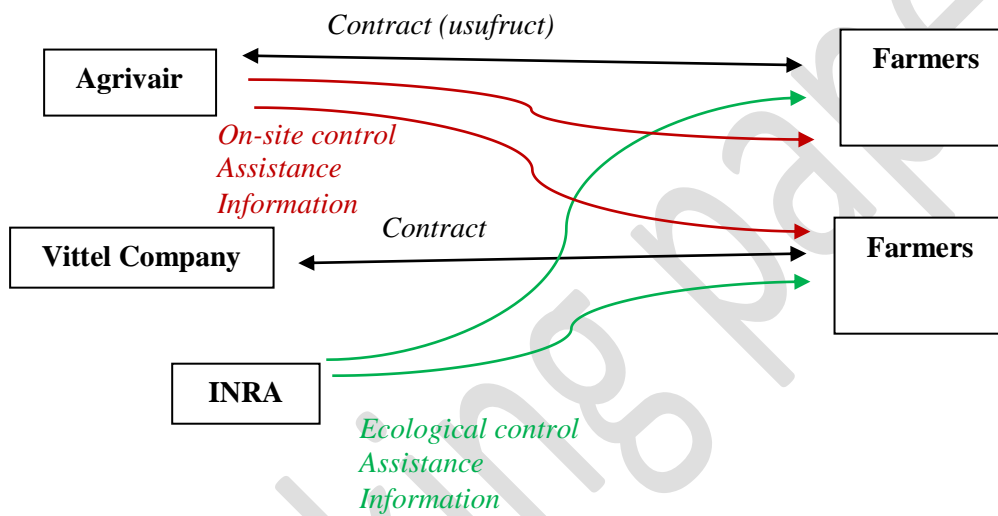 Contract (usufruct)
Agrivair
Farmers
On-site control
Assistance
Information
Contract
Vittel Company
Farmers
INRA
Ecological control
Assistance
Information